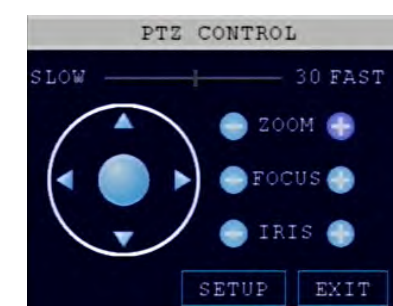 PTZ CONTROL
SLOW 30 FAST
ZOOM
FOCUS
IRIS
SETUP EXIT